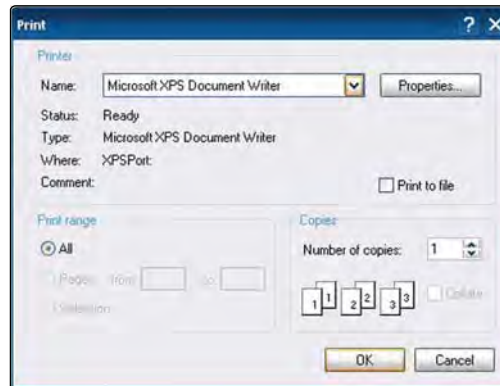 Print
Printer
Name: Microsoft XPS Document Writer Properties...
Status: Ready
Type: Microsoft XPS Document Writer
Where: XPSPort:
Comment: Print to file
Print range Copies
All Number of copies: 1
Pages from: to:
Selection 1 1 2 2 3 3 Collate
OK Cancel